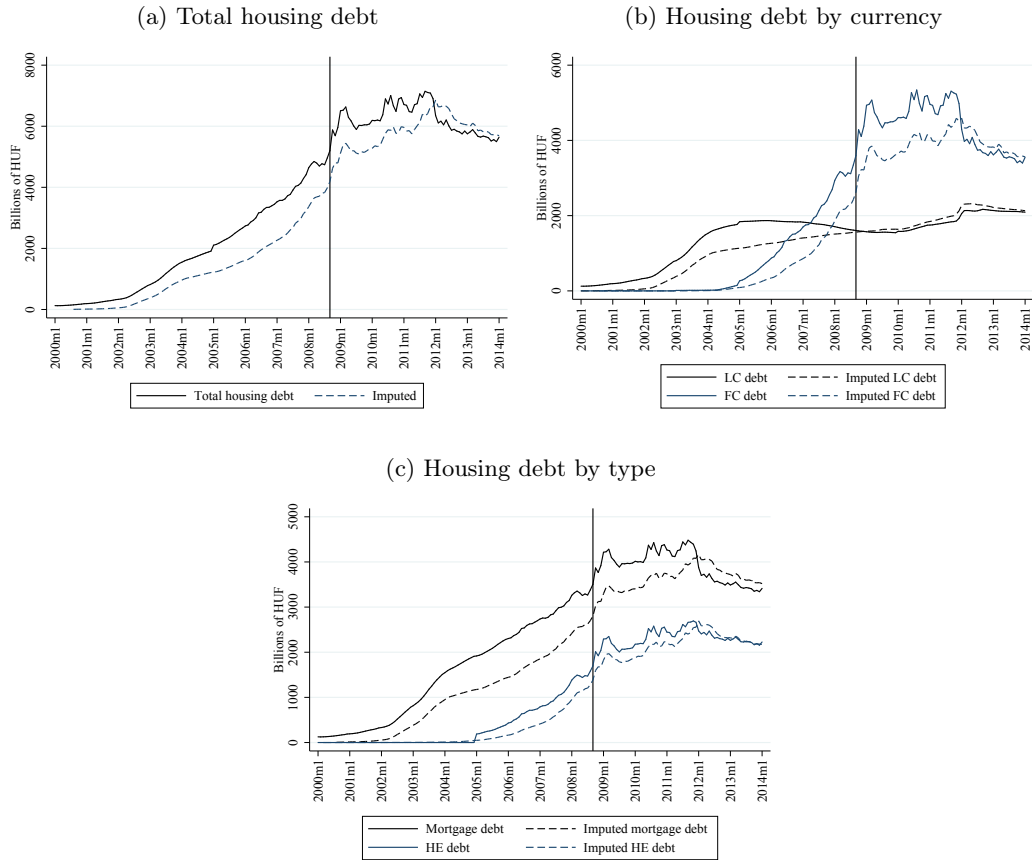 (a) Total housing debt
Billions of HUF
8000
6000
4000
2000
0
2000m1
2001m1
2002m1
2003m1
2004m1
2005m1
2006m1
2007m1
2008m1
2009m1
2010m1
2011m1
2012m1
2013m1
2014m1
Total housing debt
Imputed
(b) Housing debt by currency
Billions of HUF
6000
4000
2000
0
2000m1
2001m1
2002m1
2003m1
2004m1
2005m1
2006m1
2007m1
2008m1
2009m1
2010m1
2011m1
2012m1
2013m1
2014m1
LC debt
Imputed LC debt
FC debt
Imputed FC debt
(c) Housing debt by type
Billions of HUF
5000
4000
3000
2000
1000
0
2000m1
2001m1
2002m1
2003m1
2004m1
2005m1
2006m1
2007m1
2008m1
2009m1
2010m1
2011m1
2012m1
2013m1
2014m1
Mortgage debt
Imputed mortgage debt
HE debt
Imputed HE debt